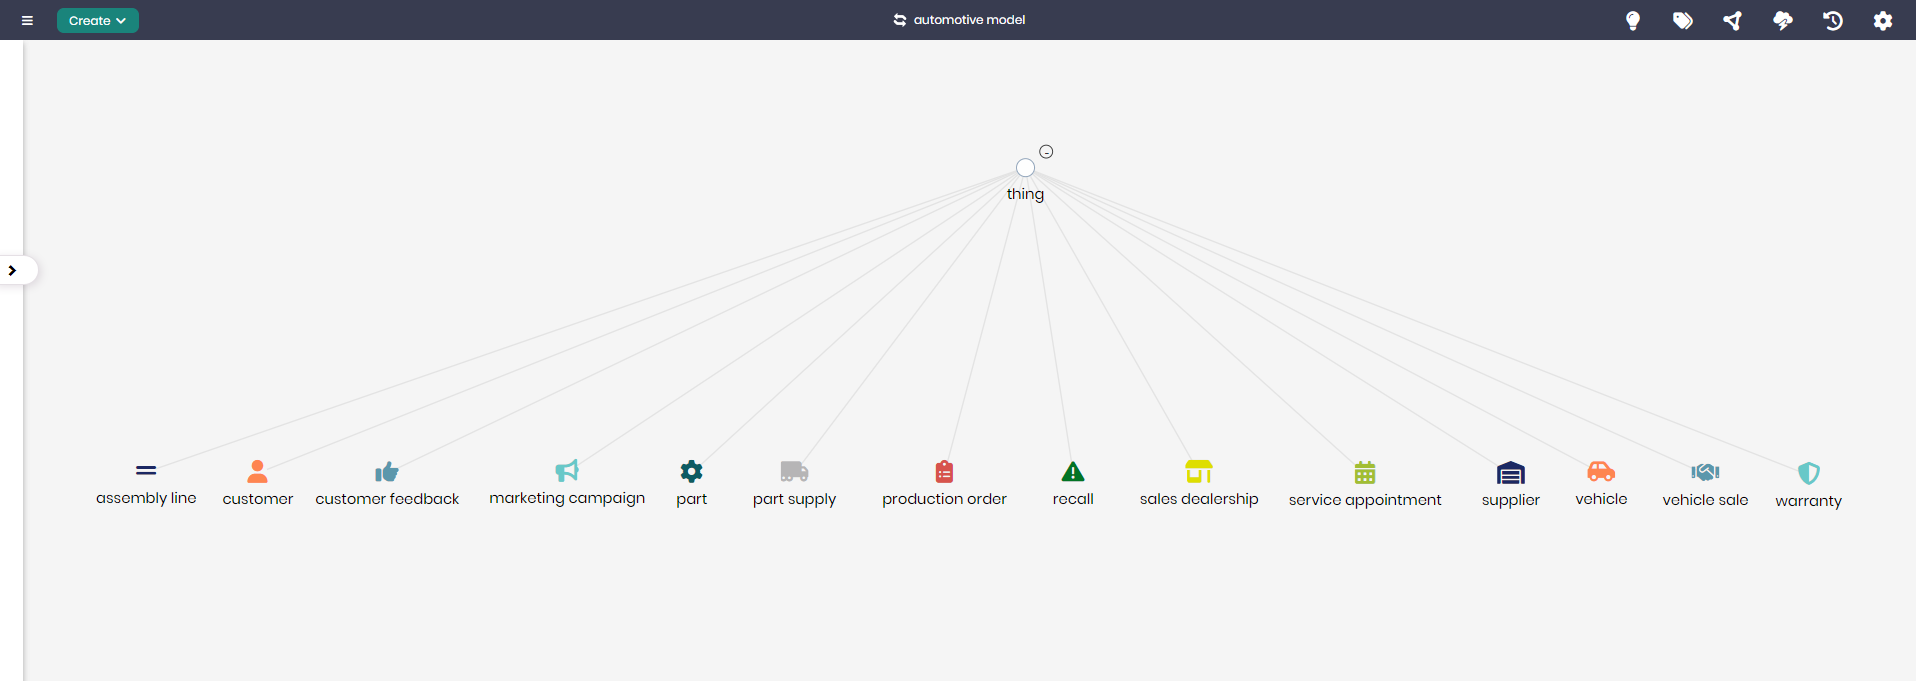 Create
automotive model
thing
assembly line
customer
customer feedback
marketing campaign
part
part supply
production order
recall
sales dealership
service appointment
supplier
vehicle
vehicle sale
warranty